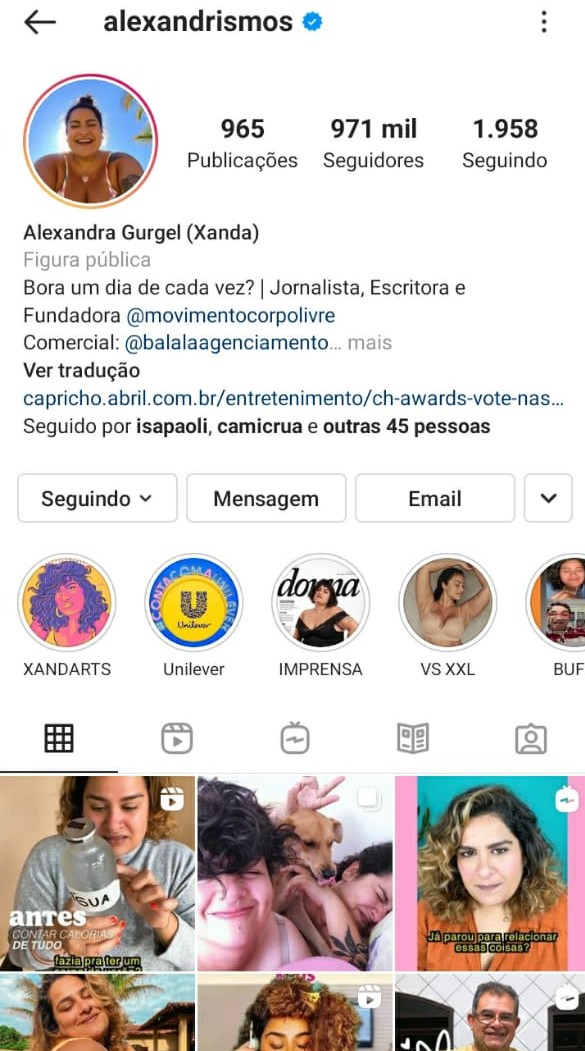 alexandrismos
965
971 mil
1.958
Publicações
Seguidores
Seguindo
Alexandra Gurgel (Xanda)
Figura pública
Bora um dia de cada vez? | Jornalista, Escritora e
Fundadora @movimentocorpolivre
Comercial: @balalaagenciamento... mais
Ver tradução
capricho.abril.com.br/entretenimento/ch-awards-vote-nas...
Seguido por isapaoli, camicrua e outras 45 pessoas
Seguindo
Mensagem
Email
Unilever
donna
XANDARTS
Unilever
IMPRENSA
VS XXL
BUF
ÁGUA
antes
CONTAR CALORIAS
DE TUDO
fazia pra ter um
Já parou para relacionar
essas coisas?